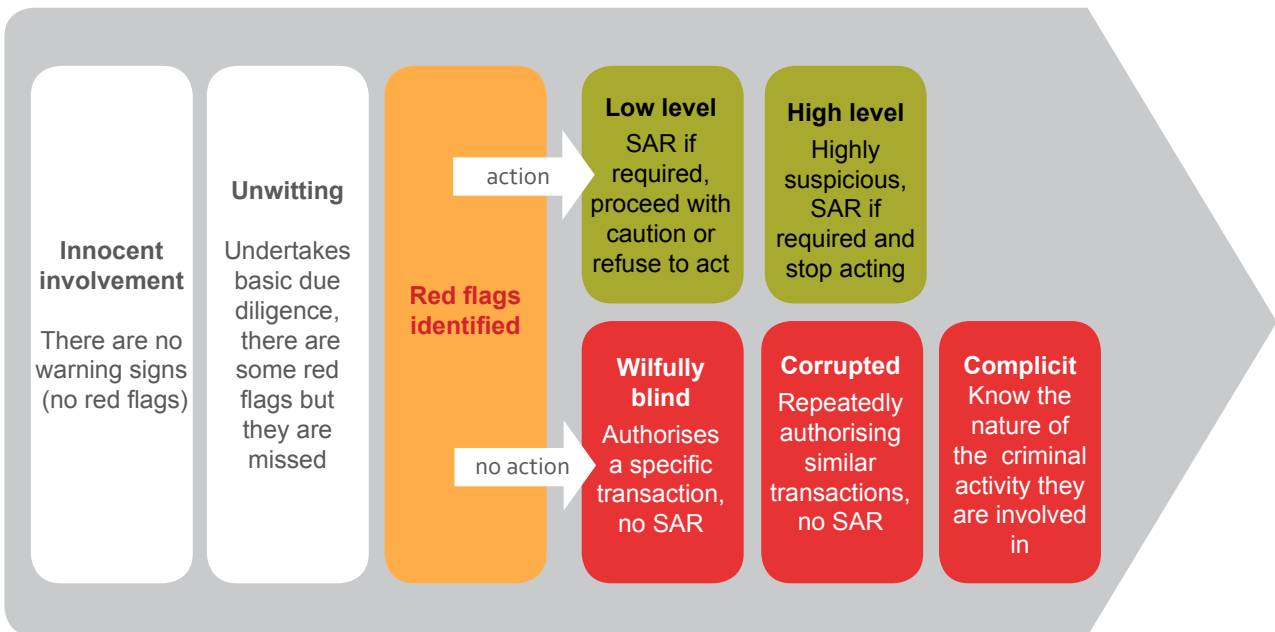 Innocent
involvement
There are no
warning signs
(no red flags)
Unwitting
Undertakes
basic due
diligence,
there are
some red
flags but
they are
missed
Red flags
identified
action
Low level
SAR if
required,
proceed with
caution or
refuse to act
High level
Highly
suspicious,
SAR if
required and
stop acting
no action
Wilfully
blind
Authorises
a specific
transaction,
no SAR
Corrupted
Repeatedly
authorising
similar
transactions,
no SAR
Complicit
Know the
nature of
the criminal
activity they
are involved
in